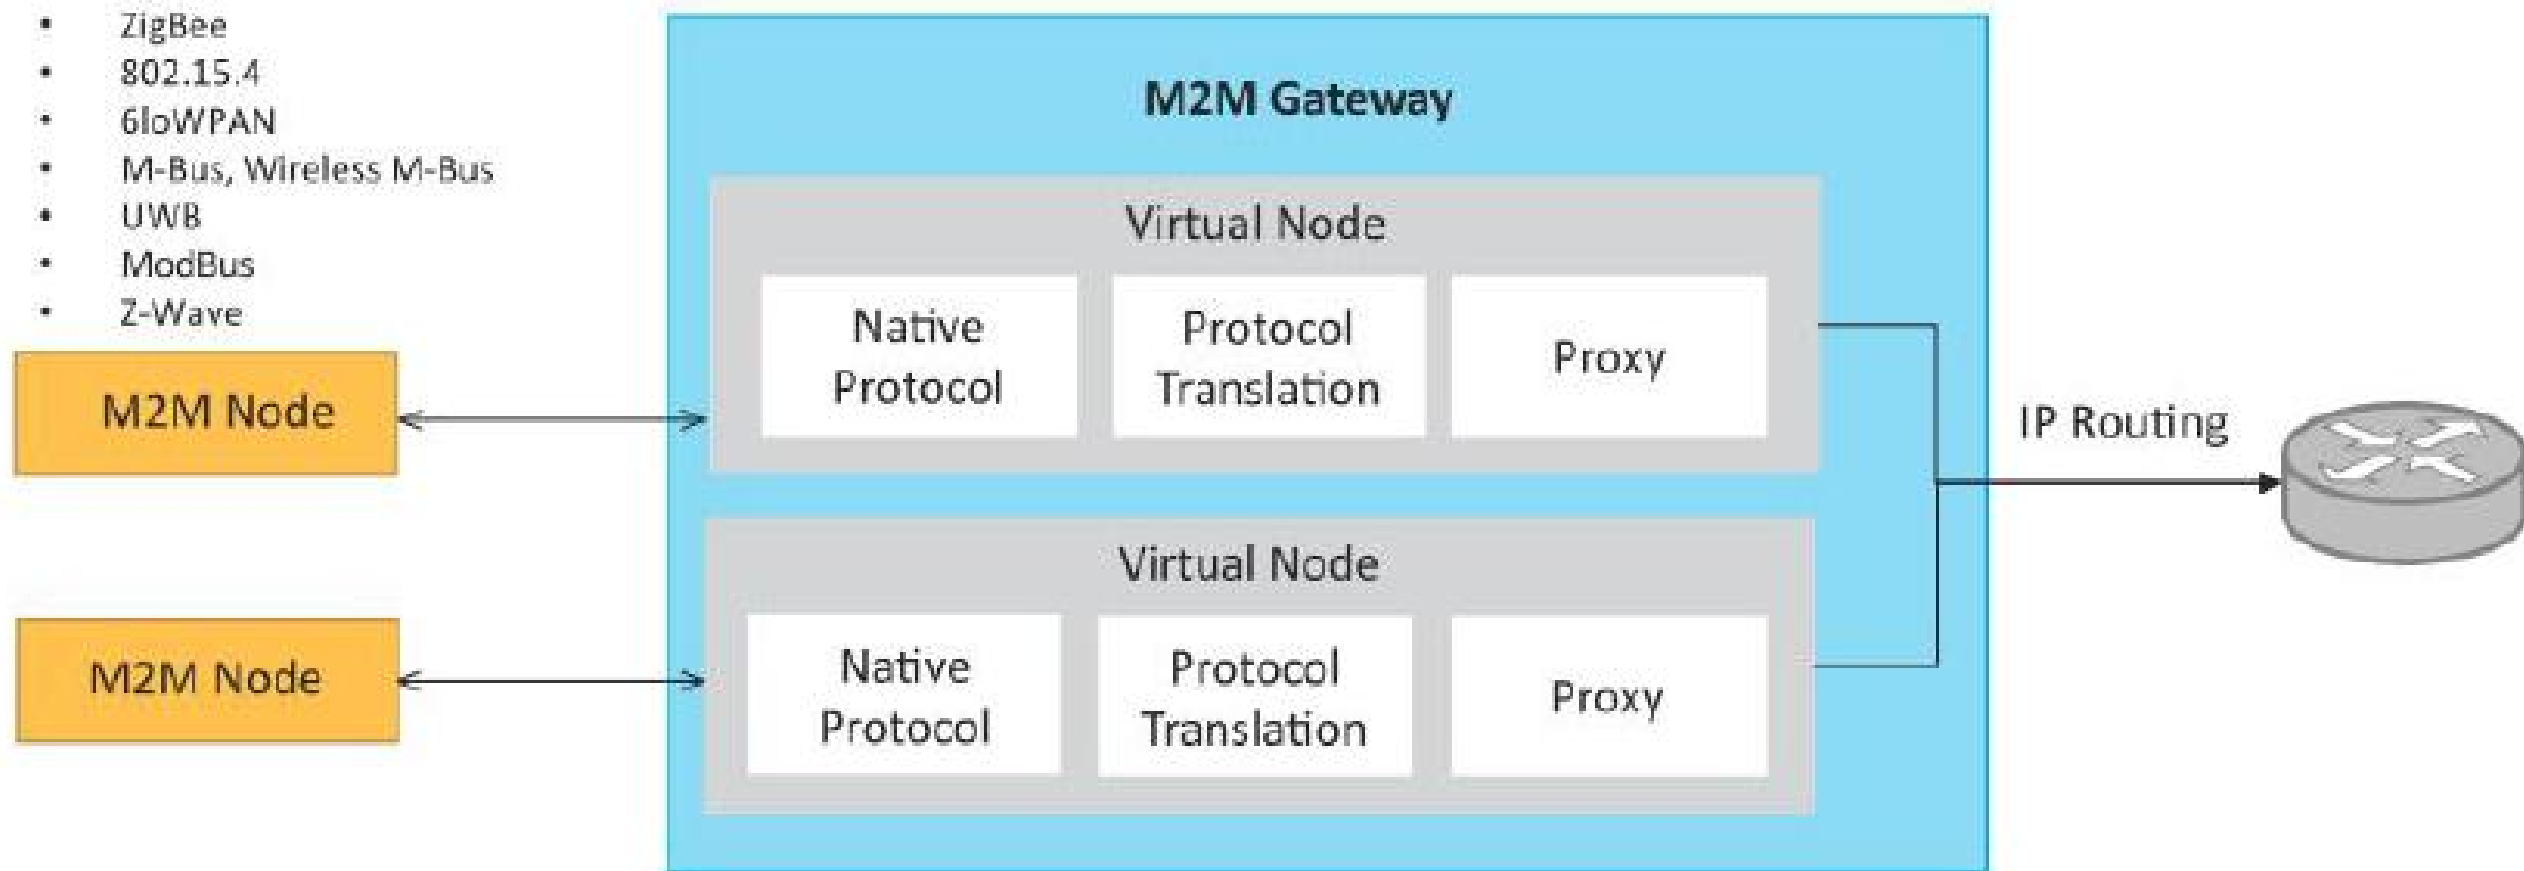 • ZigBee
• 802.15.4
• 6loWPAN
• M-Bus, Wireless M-Bus
• UWB
• ModBus
• Z-Wave
M2M Node
M2M Node
M2M Gateway
Virtual Node
Native
Protocol
Protocol
Translation
Proxy
Virtual Node
Native
Protocol
Protocol
Translation
Proxy
IP Routing